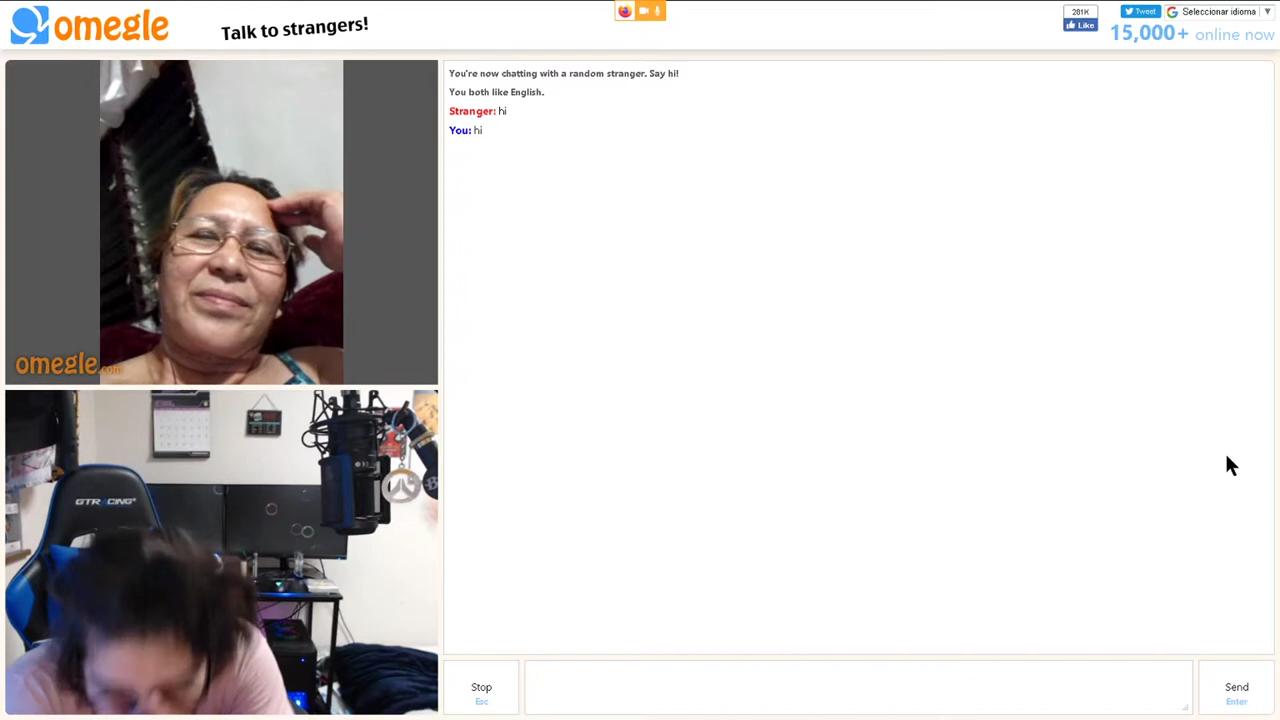 omegle
Talk to strangers!
281K
Like
Tweet
Seleccionar idioma
15,000+ online now
You're now chatting with a random stranger. Say hi!
You both like English.
Stranger: hi
You: hi
omegle.com
GTRACING
Stop
Esc
Send
Enter